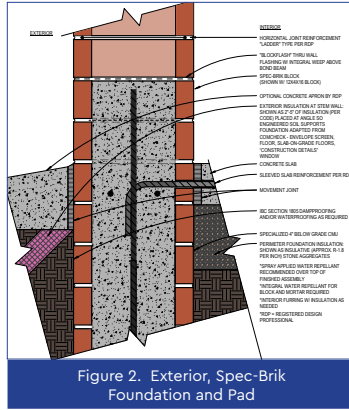 EXTERIOR
INTERIOR
HORIZONTAL JOINT REINFORCEMENT
"LADDER" TYPE PER RDP
"BLOCKFLASH" THRU WALL
FLASHING W/ INTEGRAL WEEP ABOVE
BOND BEAM
SPEC-BRIK BLOCK
(SHOWN W/ 12X4X16 BLOCK)
OPTIONAL CONCRETE APRON BY RDP
EXTERIOR INSULATION AT STEM WALL:
SHOWN AS 2"-5" OF INSULATION (PER
CODE) PLACED AT ANGLE SO
ENGINEERED SOIL SUPPORTS
FOUNDATION ADAPTED FROM
COMCHECK - ENVELOPE SCREEN,
FLOOR, SLAB-ON-GRADE FLOORS,
"CONSTRUCTION DETAILS"
WINDOW
CONCRETE SLAB
SLEEVED SLAB REINFORCEMENT PER RD
MOVEMENT JOINT
IBC SECTION 1805 DAMPPROOFING
AND/OR WATERPROOFING AS REQUIRED
SPECIALIZED 4" BELOW GRADE CMU
PERIMETER FOUNDATION INSULATION:
SHOWN AS INSULATIVE (APPROX. R-1.8
PER INCH) STONE AGGREGATES
*SPRAY APPLIED WATER REPELLANT
RECOMMENDED OVER TOP OF
FINISHED ASSEMBLY
*INTEGRAL WATER REPELLANT FOR
BLOCK AND MORTAR REQUIRED
*INTERIOR FURRING W/ INSULATION AS
NEEDED
*RDP = REGISTERED DESIGN
PROFESSIONAL
Figure 2. Exterior, Spec-Brik
Foundation and Pad